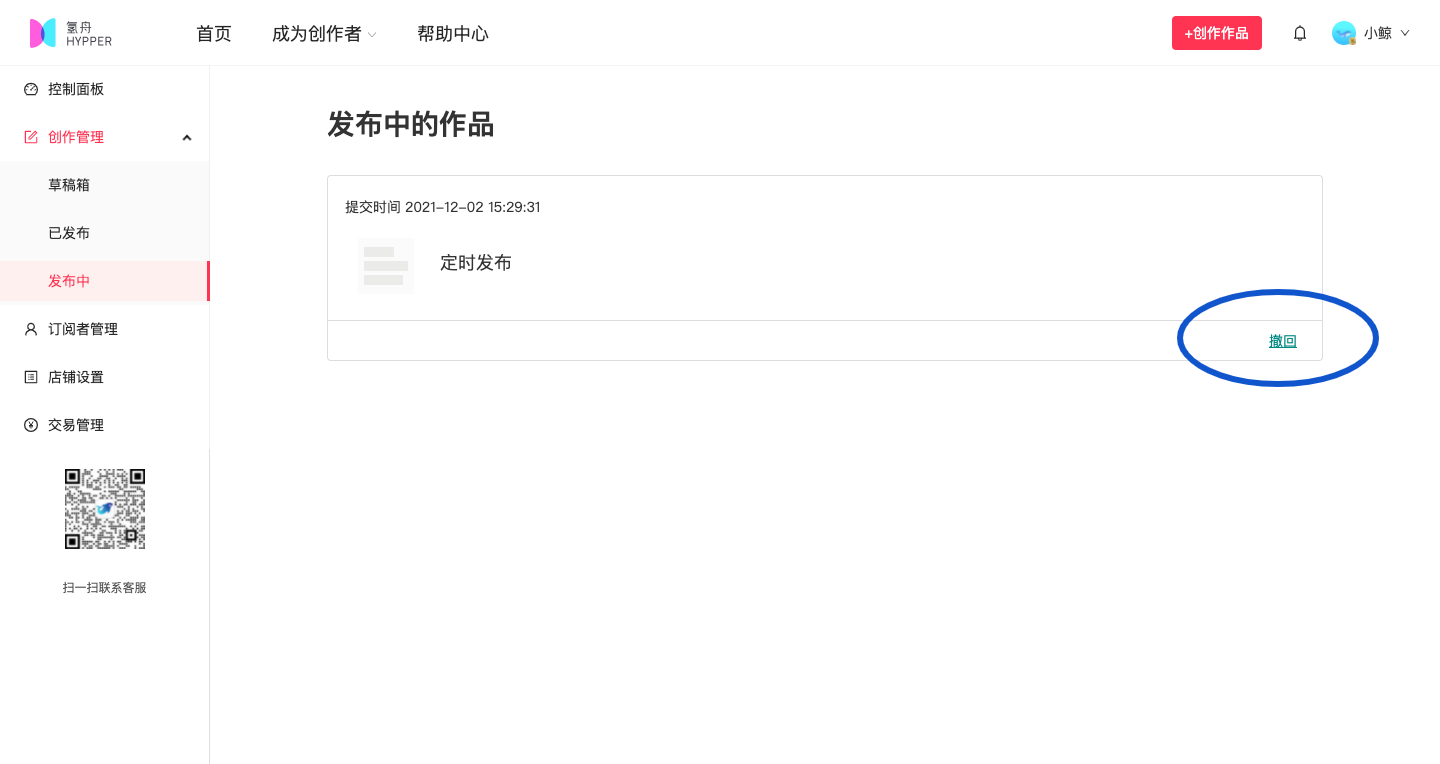 氢舟
HYPPER
首页
成为创作者
帮助中心
+创作作品
小鲸
控制面板
创作管理
草稿箱
已发布
发布中
订阅者管理
店铺设置
交易管理
扫一扫联系客服
发布中的作品
提交时间 2021-12-02 15:29:31
定时发布
撤回